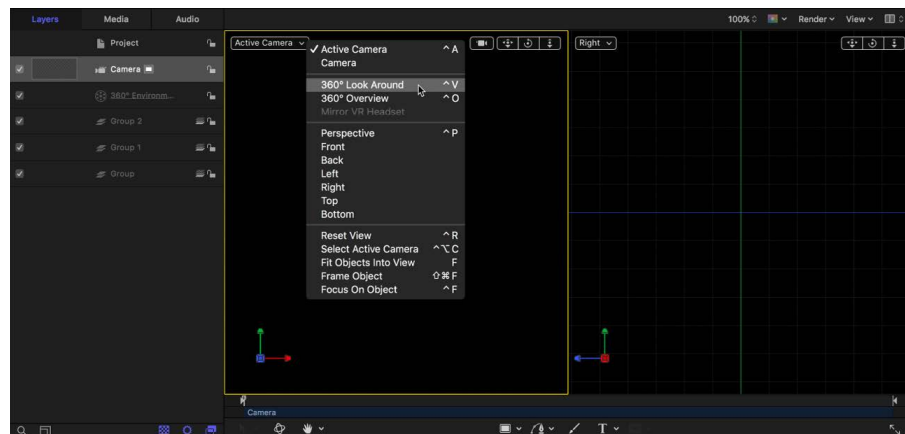 Layers Media Audio 100% Render View
Project
Camera
360° Environm...
Group 2
Group 1
Group
Active Camera
Right
✓ Active Camera ^ A
Camera
360° Look Around ^ V
360° Overview ^ O
Mirror VR Headset
Perspective ^ P
Front
Back
Left
Right
Top
Bottom
Reset View ^ R
Select Active Camera ^⌥ C
Fit Objects Into View F
Frame Object ⇧⌘ F
Focus On Object ^ F
Camera
T